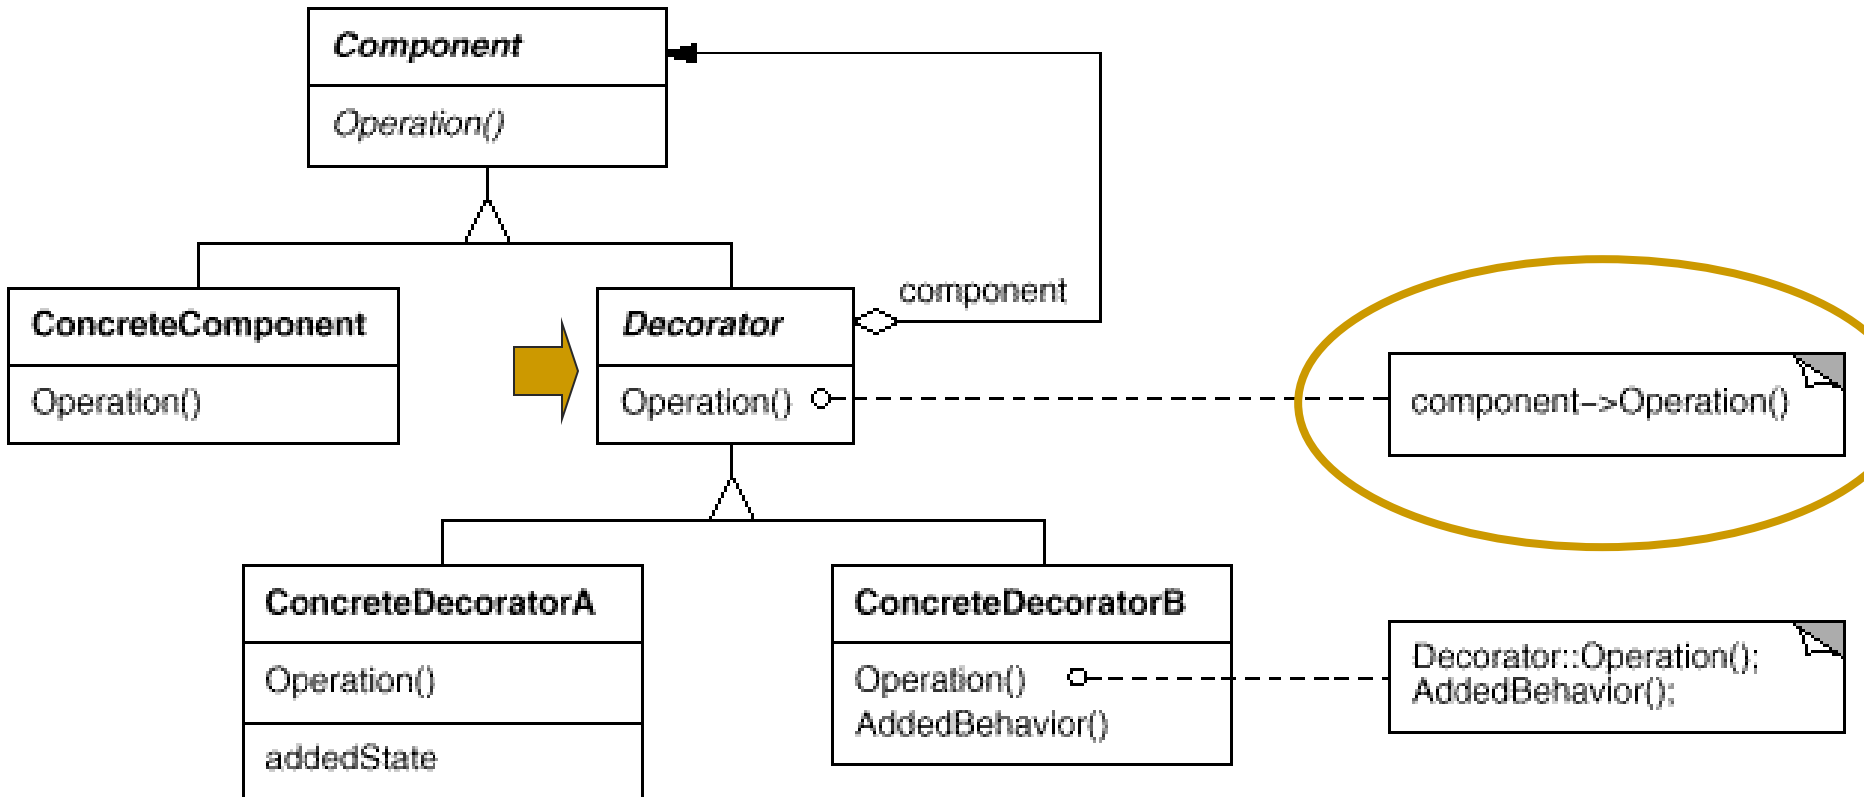 Component
Operation()
component
ConcreteComponent
Operation()
Decorator
Operation()
component−>Operation()
ConcreteDecoratorA
Operation()
addedState
ConcreteDecoratorB
Operation()
AddedBehavior()
Decorator::Operation();
AddedBehavior();